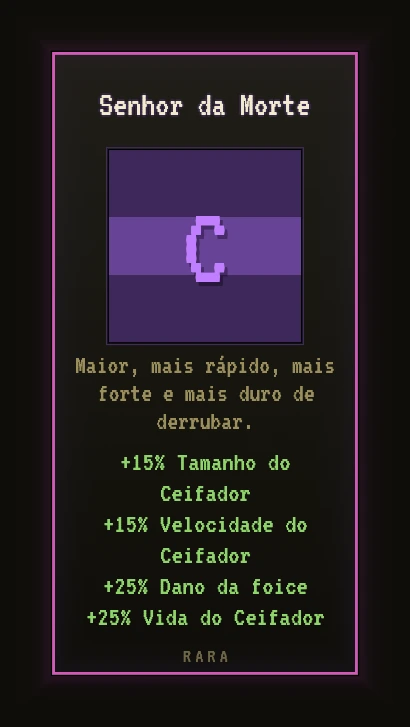 Senhor da Morte
C
Maior, mais rápido, mais
forte e mais duro de
derrubar.
+15% Tamanho do
Ceifador
+15% Velocidade do
Ceifador
+25% Dano da foice
+25% Vida do Ceifador
RARA